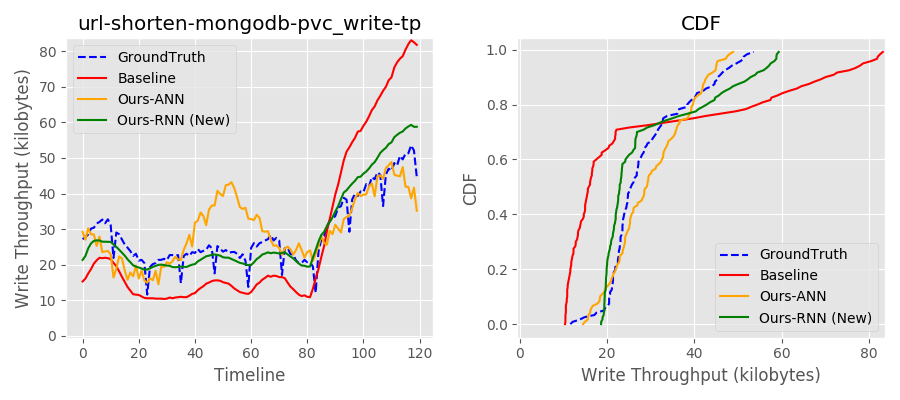 url-shorten-mongodb-pvc_write-tp
Write Throughput (kilobytes)
80
70
60
50
40
30
20
10
0
GroundTruth
Baseline
Ours-ANN
Ours-RNN (New)
0
20
40
60
80
100
120
Timeline
CDF
CDF
1.0
0.8
0.6
0.4
0.2
0.0
GroundTruth
Baseline
Ours-ANN
Ours-RNN (New)
0
20
40
60
80
Write Throughput (kilobytes)